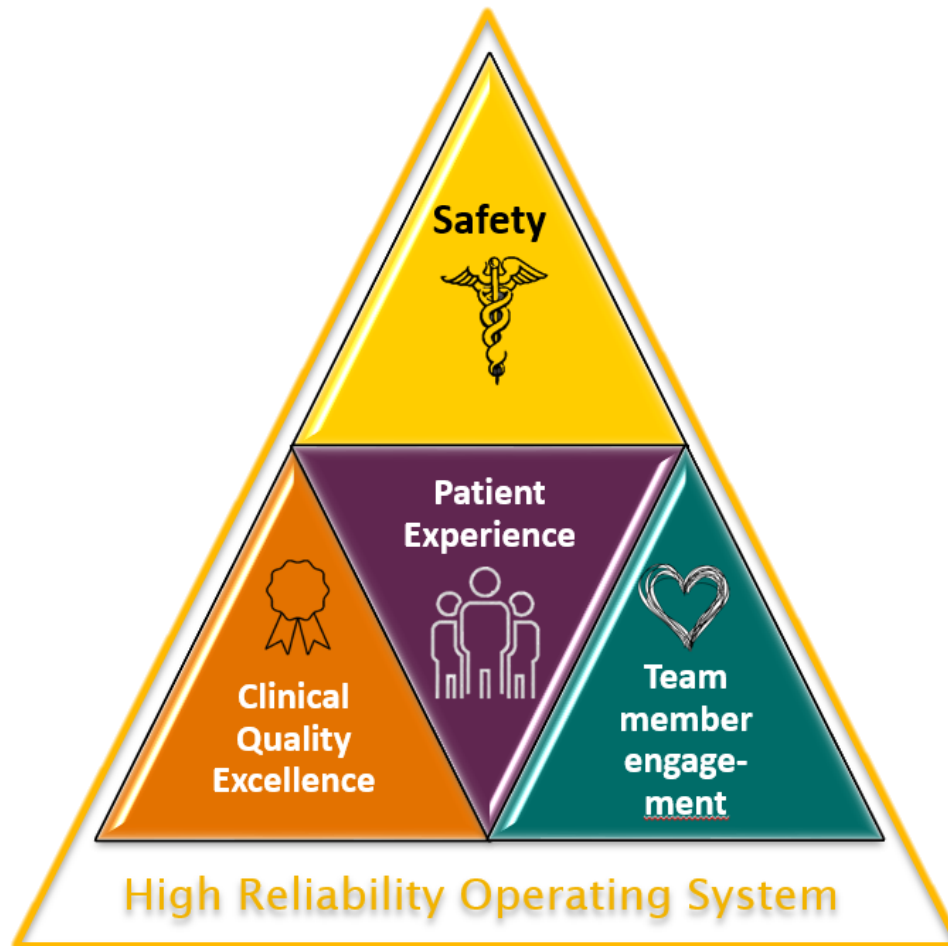 Safety
Patient
Experience
Clinical
Quality
Excellence
Team
member
engage-
ment
High Reliability Operating System